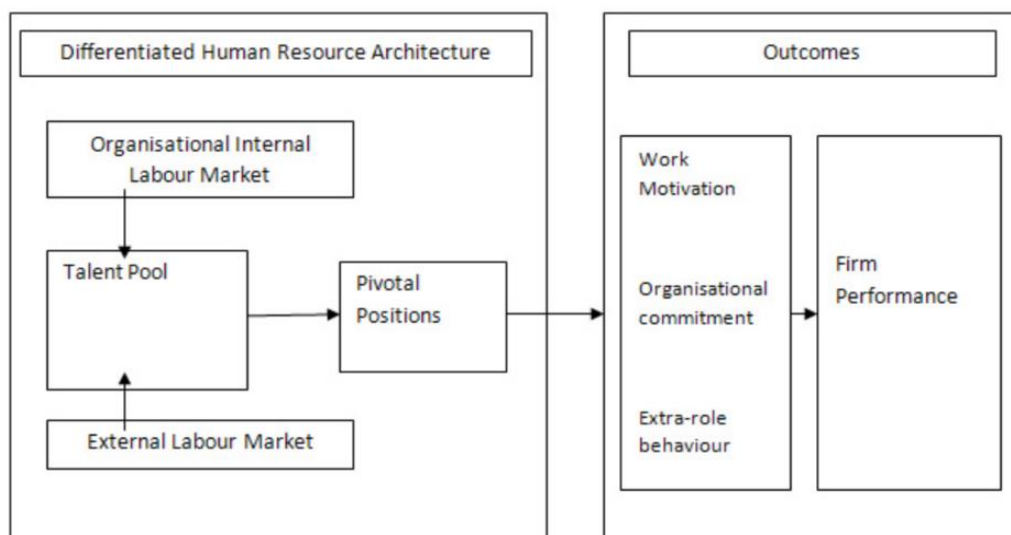 Differentiated Human Resource Architecture
Organisational Internal
Labour Market
Talent Pool
Pivotal
Positions
External Labour Market
Outcomes
Work
Motivation
Organisational
commitment
Extra-role
behaviour
Firm
Performance